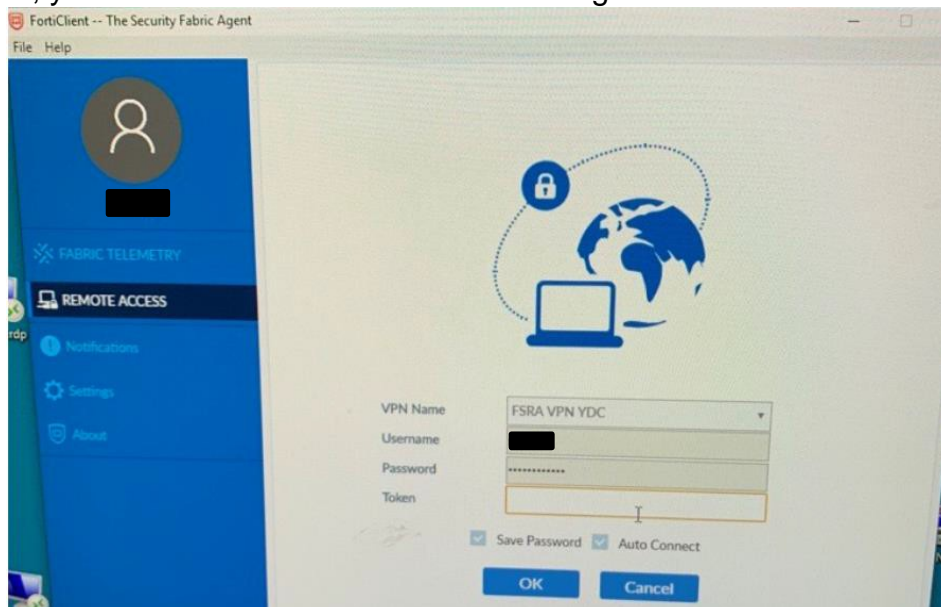 FortiClient -- The Security Fabric Agent
File Help
FABRIC TELEMETRY
REMOTE ACCESS
rdp
Notifications
Settings
About
VPN Name FSRA VPN YDC
Username
Password ••••••••••••
Token
Save Password Auto Connect
OK Cancel